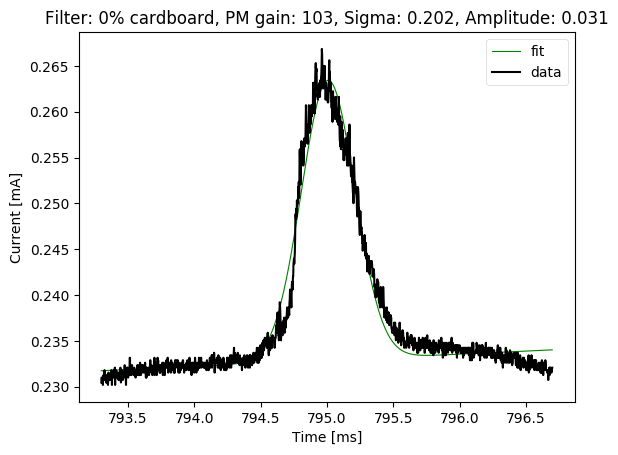 Filter: 0% cardboard, PM gain: 103, Sigma: 0.202, Amplitude: 0.031
fit
data
0.265
0.260
0.255
0.250
0.245
0.240
0.235
0.230
Current [mA]
793.5 794.0 794.5 795.0 795.5 796.0 796.5
Time [ms]